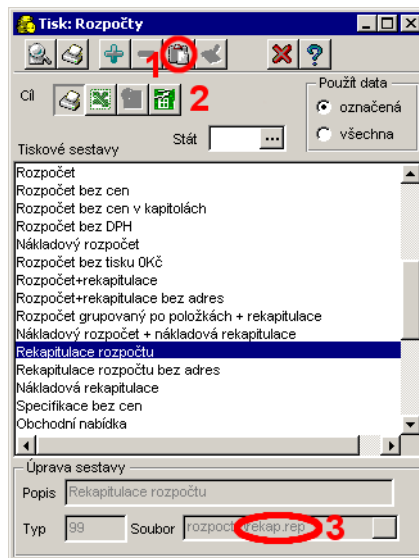 Tisk: Rozpočty
1
Cíl
2
Použít data
označená
všechna
Stát
...
Tiskové sestavy
Rozpočet
Rozpočet bez cen
Rozpočet bez cen v kapitolách
Rozpočet bez DPH
Nákladový rozpočet
Rozpočet bez tisku 0Kč
Rozpočet+rekapitulace
Rozpočet+rekapitulace bez adres
Rozpočet grupovaný po položkách + rekapitulace
Nákladový rozpočet + nákladová rekapitulace
Rekapitulace rozpočtu
Rekapitulace rozpočtu bez adres
Nákladová rekapitulace
Specifikace bez cen
Obchodní nabídka
Úprava sestavy
Popis Rekapitulace rozpočtu
Typ 99 Soubor rozpocty\rekap.rep 3